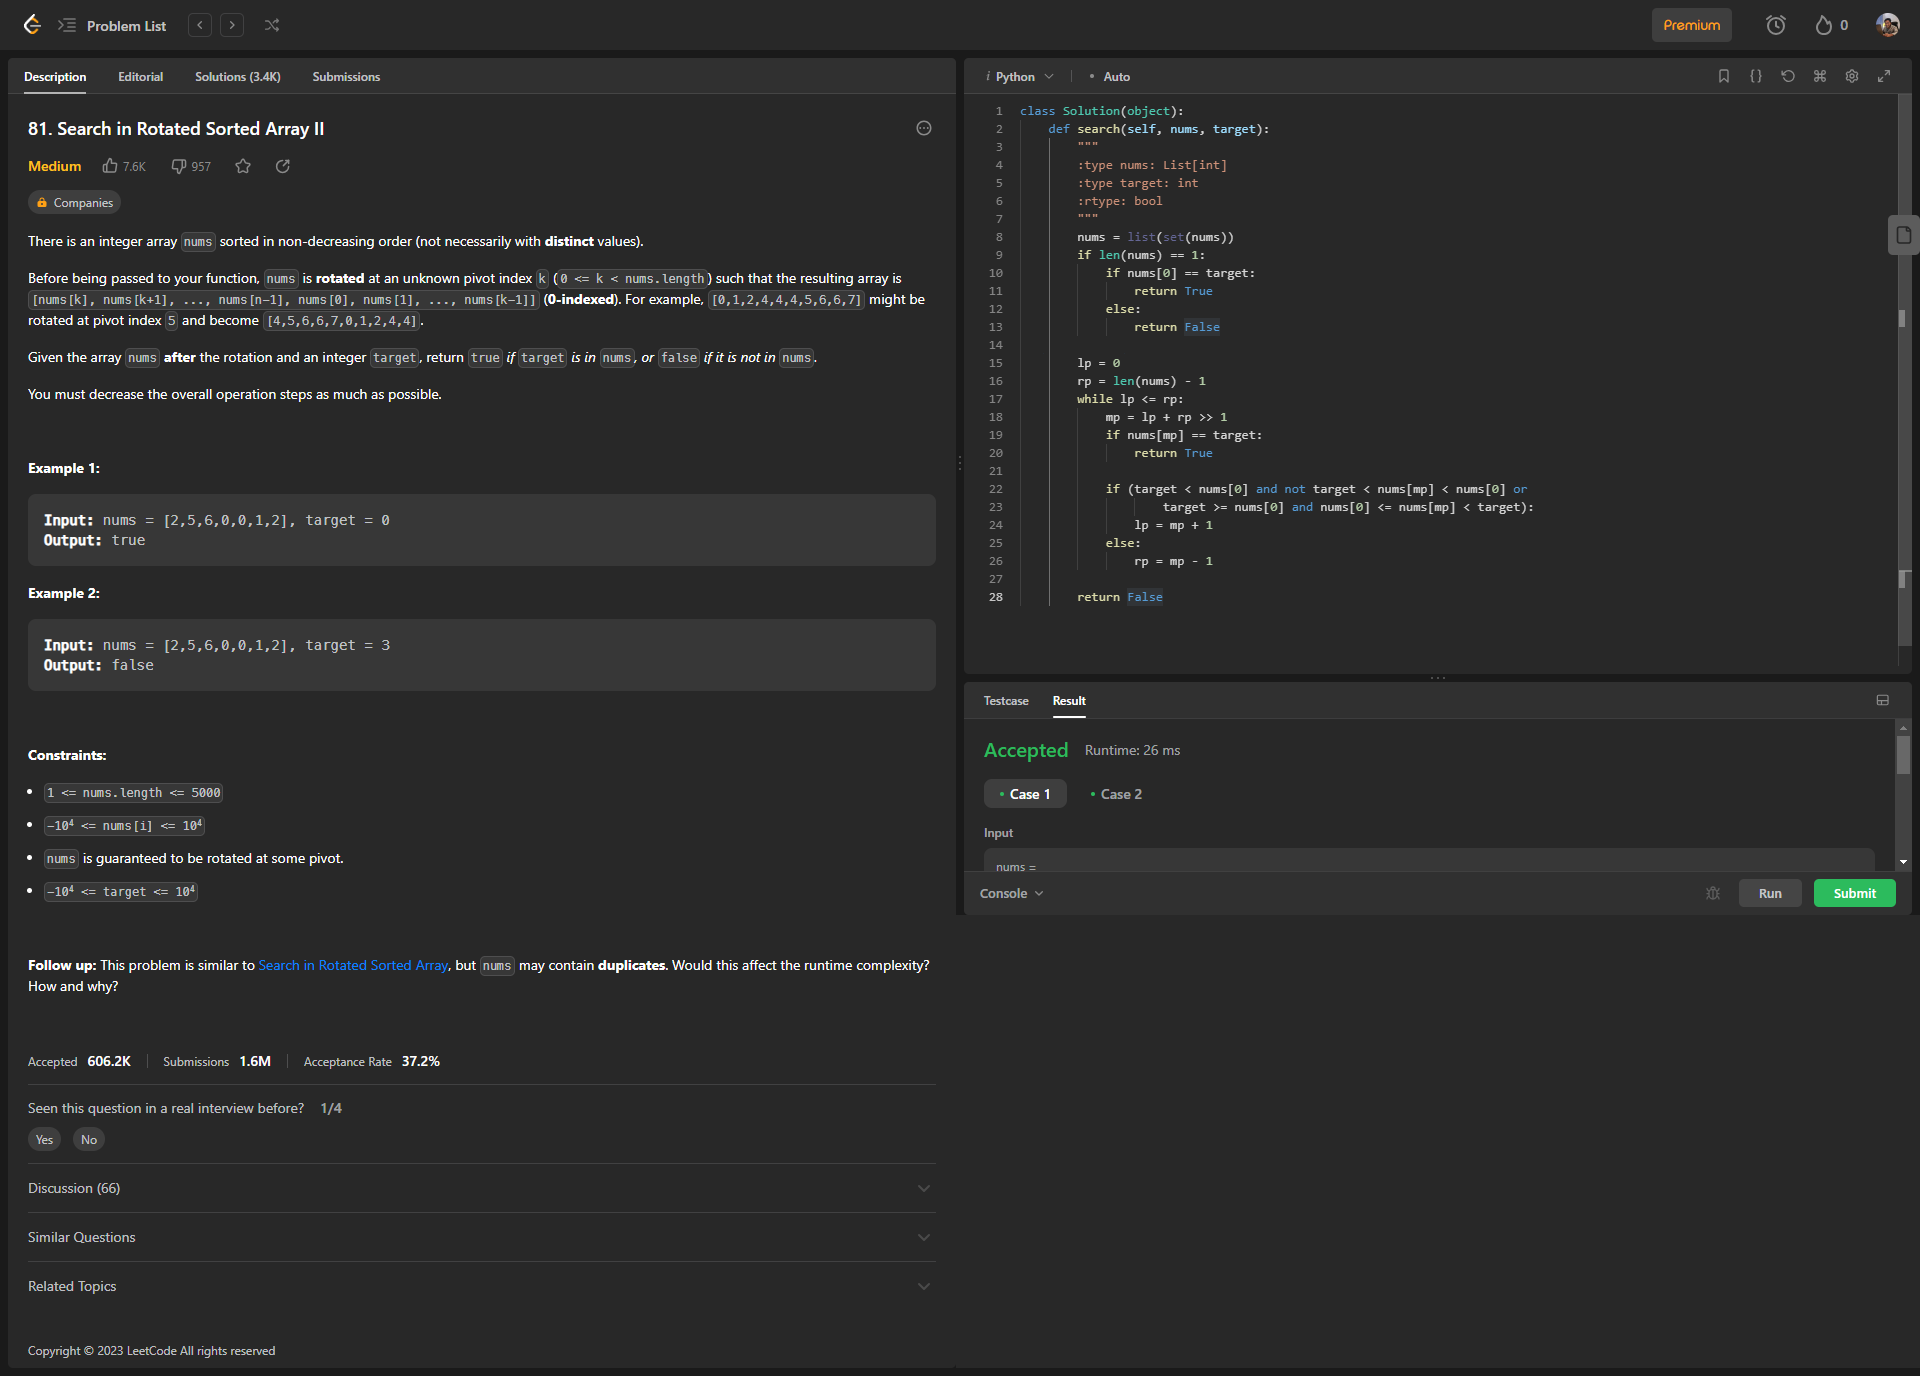 Problem List
Premium
0
Description Editorial Solutions (3.4K) Submissions
81. Search in Rotated Sorted Array II
Medium 7.6K 957
Companies
There is an integer array nums sorted in non-decreasing order (not necessarily with distinct values).
Before being passed to your function, nums is rotated at an unknown pivot index k (0 <= k < nums.length) such that the resulting array is
[nums[k], nums[k+1], ..., nums[n-1], nums[0], nums[1], ..., nums[k-1]] (0-indexed). For example, [0,1,2,4,4,4,5,6,6,7] might be
rotated at pivot index 5 and become [4,5,6,6,7,0,1,2,4,4].
Given the array nums after the rotation and an integer target, return true if target is in nums, or false if it is not in nums.
You must decrease the overall operation steps as much as possible.
Example 1:
Input: nums = [2,5,6,0,0,1,2], target = 0
Output: true
Example 2:
Input: nums = [2,5,6,0,0,1,2], target = 3
Output: false
Constraints:
• 1 <= nums.length <= 5000
• -10⁴ <= nums[i] <= 10⁴
• nums is guaranteed to be rotated at some pivot.
• -10⁴ <= target <= 10⁴
Follow up: This problem is similar to Search in Rotated Sorted Array, but nums may contain duplicates. Would this affect the runtime complexity?
How and why?
Accepted 606.2K Submissions 1.6M Acceptance Rate 37.2%
Seen this question in a real interview before? 1/4
Yes No
Discussion (66)
Similar Questions
Related Topics
Copyright © 2023 LeetCode All rights reserved
i Python • Auto
1 class Solution(object):
2     def search(self, nums, target):
3         """
4         :type nums: List[int]
5         :type target: int
6         :rtype: bool
7         """
8         nums = list(set(nums))
9         if len(nums) == 1:
10             if nums[0] == target:
11                 return True
12             else:
13                 return False
14
15         lp = 0
16         rp = len(nums) - 1
17         while lp <= rp:
18             mp = lp + rp >> 1
19             if nums[mp] == target:
20                 return True
21
22             if (target < nums[0] and not target < nums[mp] < nums[0] or
23                     target >= nums[0] and nums[0] <= nums[mp] < target):
24                 lp = mp + 1
25             else:
26                 rp = mp - 1
27
28         return False
Testcase Result
Accepted Runtime: 26 ms
• Case 1 • Case 2
Input
nums =
Console Run Submit